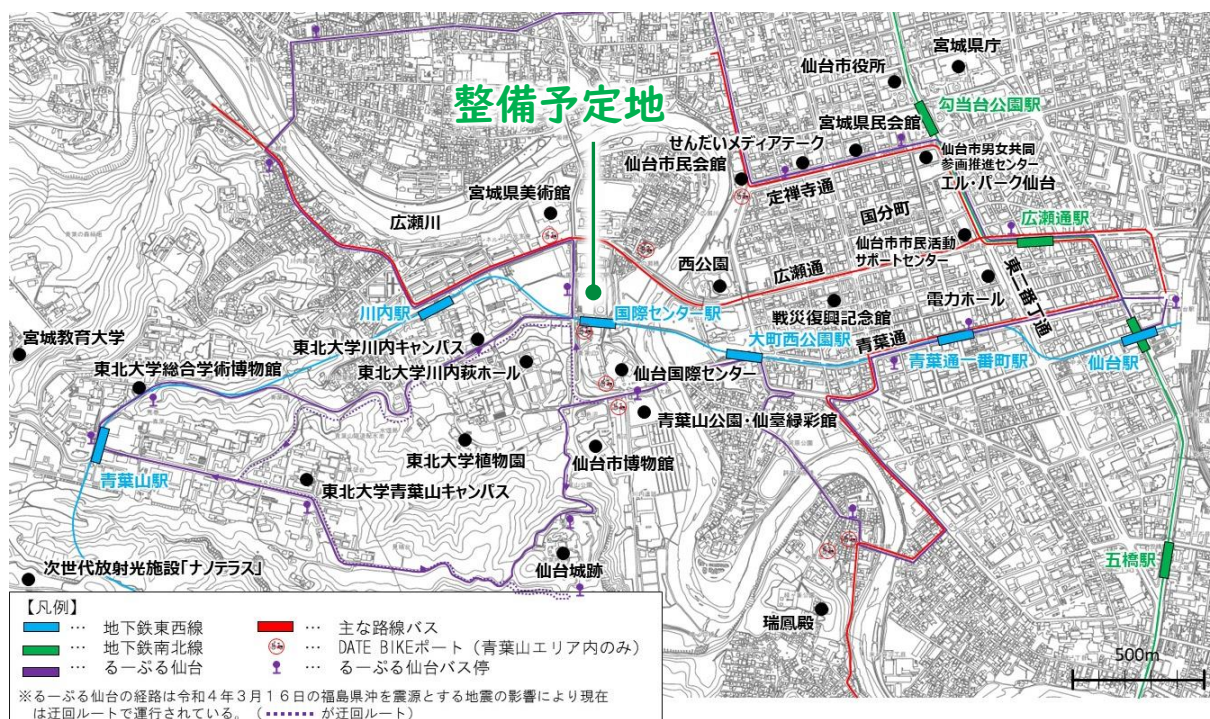 宮城県庁
仙台市役所
整備予定地
勾当台公園駅
宮城県民会館
せんだいメディアテーク
仙台市民会館
仙台市男女共同
参画推進センター
エル・パーク仙台
定禅寺通
宮城県美術館
国分町
広瀬通駅
広瀬川
仙台市市民活動
サポートセンター
西公園
広瀬通
東二番丁通
電力ホール
川内駅
国際センター駅
戦災復興記念館
宮城教育大学
東北大学川内キャンパス
大町西公園駅
青葉通
青葉通一番町駅
仙台駅
東北大学総合学術博物館
東北大学川内萩ホール
仙台国際センター
青葉山公園・仙臺緑彩館
東北大学植物園
仙台市博物館
青葉山駅
東北大学青葉山キャンパス
次世代放射光施設「ナノテラス」
仙台城跡
五橋駅
瑞鳳殿
【凡例】
… 地下鉄東西線
… 主な路線バス
… 地下鉄南北線
… DATE BIKEポート（青葉山エリア内のみ）
… るーぷる仙台
… るーぷる仙台バス停
※るーぷる仙台の経路は令和４年３月１６日の福島県沖を震源とする地震の影響により現在
は迂回ルートで運行されている。（ が迂回ルート）
500m